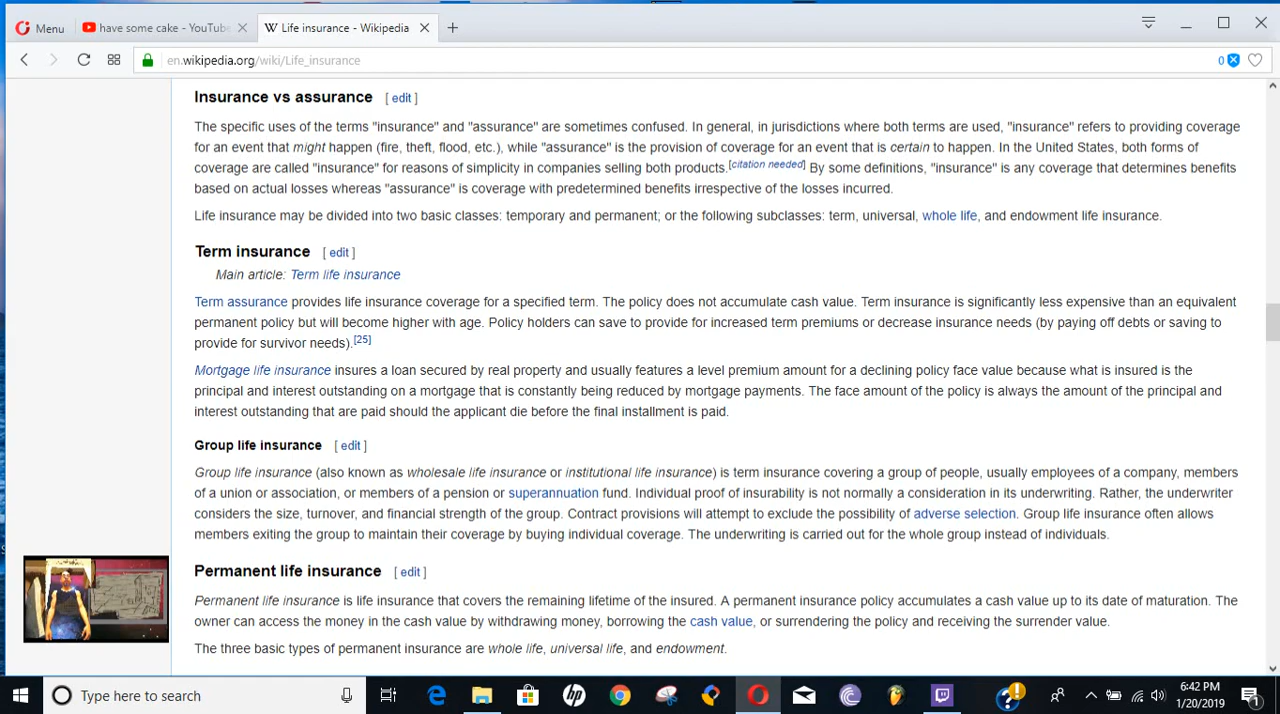 Menu
have some cake - YouTube
Life insurance - Wikipedia
en.wikipedia.org/wiki/Life_insurance
0
Insurance vs assurance [ edit ]
The specific uses of the terms "insurance" and "assurance" are sometimes confused. In general, in jurisdictions where both terms are used, "insurance" refers to providing coverage
for an event that might happen (fire, theft, flood, etc.), while "assurance" is the provision of coverage for an event that is certain to happen. In the United States, both forms of
coverage are called "insurance" for reasons of simplicity in companies selling both products.[citation needed] By some definitions, "insurance" is any coverage that determines benefits
based on actual losses whereas "assurance" is coverage with predetermined benefits irrespective of the losses incurred.
Life insurance may be divided into two basic classes: temporary and permanent; or the following subclasses: term, universal, whole life, and endowment life insurance.
Term insurance [ edit ]
Main article: Term life insurance
Term assurance provides life insurance coverage for a specified term. The policy does not accumulate cash value. Term insurance is significantly less expensive than an equivalent
permanent policy but will become higher with age. Policy holders can save to provide for increased term premiums or decrease insurance needs (by paying off debts or saving to
provide for survivor needs).[25]
Mortgage life insurance insures a loan secured by real property and usually features a level premium amount for a declining policy face value because what is insured is the
principal and interest outstanding on a mortgage that is constantly being reduced by mortgage payments. The face amount of the policy is always the amount of the principal and
interest outstanding that are paid should the applicant die before the final installment is paid.
Group life insurance [ edit ]
Group life insurance (also known as wholesale life insurance or institutional life insurance) is term insurance covering a group of people, usually employees of a company, members
of a union or association, or members of a pension or superannuation fund. Individual proof of insurability is not normally a consideration in its underwriting. Rather, the underwriter
considers the size, turnover, and financial strength of the group. Contract provisions will attempt to exclude the possibility of adverse selection. Group life insurance often allows
members exiting the group to maintain their coverage by buying individual coverage. The underwriting is carried out for the whole group instead of individuals.
Permanent life insurance [ edit ]
Permanent life insurance is life insurance that covers the remaining lifetime of the insured. A permanent insurance policy accumulates a cash value up to its date of maturation. The
owner can access the money in the cash value by withdrawing money, borrowing the cash value, or surrendering the policy and receiving the surrender value.
The three basic types of permanent insurance are whole life, universal life, and endowment.
Type here to search
6:42 PM
1/20/2019